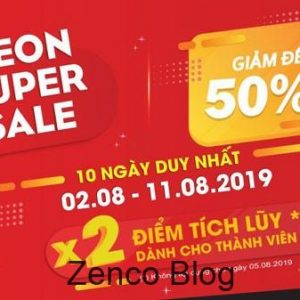 EON
UPER
SALE
GIẢM ĐẾ
50%
10 NGÀY DUY NHẤT
02.08 - 11.08.2019
x2 ĐIỂM TÍCH LŨY *
DÀNH CHO THÀNH VIÊN
05.08.2019
Zenco Blog